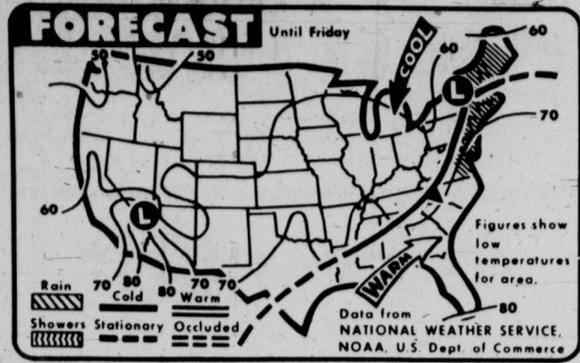 FORECAST Until Friday
50 50 60 60
COOL
L
70
60
L
70 80 80 70 70
WARM
Figures show
low
temperatures
for area.
80
Rain Cold Warm
Showers Stationary Occluded
Data from
NATIONAL WEATHER SERVICE,
NOAA, U.S. Dept. of Commerce